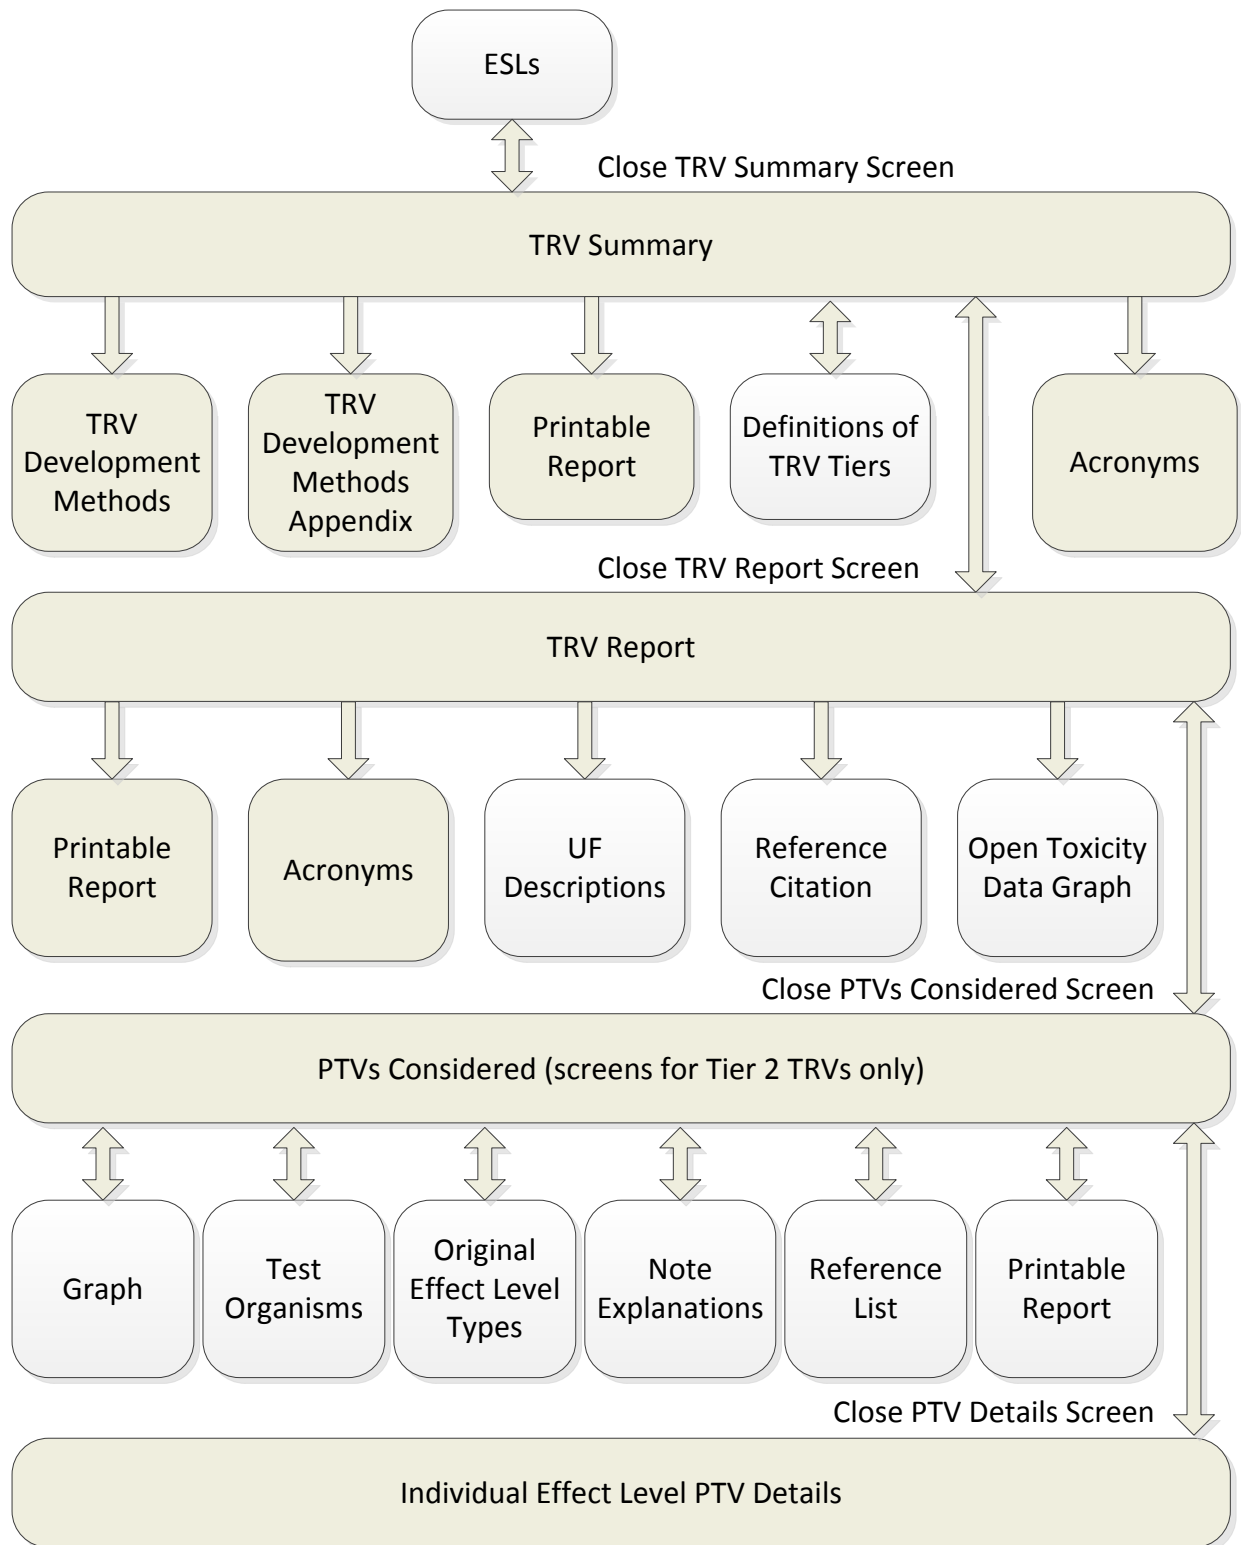 ESLs
Close TRV Summary Screen
TRV Summary
TRV
Development
Methods
TRV
Development
Methods
Appendix
Printable
Report
Definitions of
TRV Tiers
Acronyms
Close TRV Report Screen
TRV Report
Printable
Report
Acronyms
UF
Descriptions
Reference
Citation
Open Toxicity
Data Graph
Close PTVs Considered Screen
PTVs Considered (screens for Tier 2 TRVs only)
Graph
Test
Organisms
Original
Effect Level
Types
Note
Explanations
Reference
List
Printable
Report
Close PTV Details Screen
Individual Effect Level PTV Details